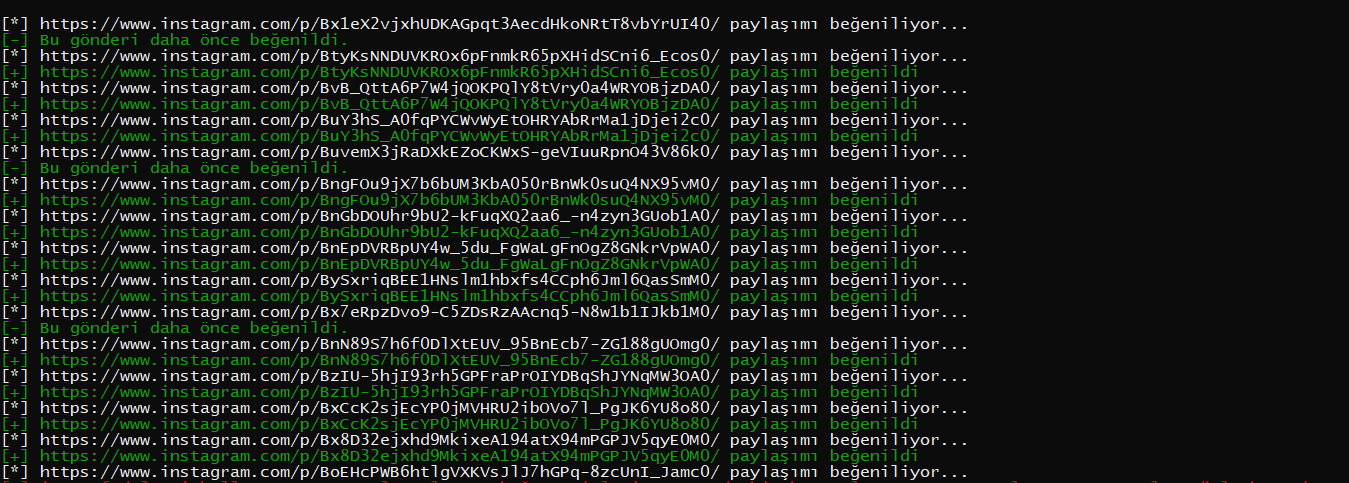 [*] https://www.instagram.com/p/Bx1eX2vjxhUDKAGpqt3AecdHkoNRtT8vbYrUI40/ paylaşımı beğeniliyor...
[-] Bu gönderi daha önce beğenildi.
[*] https://www.instagram.com/p/BtyKsNNDUVKROx6pFnmkR65pXHidSCni6_Ecos0/ paylaşımı beğeniliyor...
[+] https://www.instagram.com/p/BtyKsNNDUVKROx6pFnmkR65pXHidSCni6_Ecos0/ paylaşımı beğenildi
[*] https://www.instagram.com/p/BvB_QttA6P7W4jQOKPQlY8tVry0a4WRYOBjzDA0/ paylaşımı beğeniliyor...
[+] https://www.instagram.com/p/BvB_QttA6P7W4jQOKPQlY8tVry0a4WRYOBjzDA0/ paylaşımı beğenildi
[*] https://www.instagram.com/p/BuY3hS_A0fqPYCWvWyEtOHRYAbRrMa1jDjei2c0/ paylaşımı beğeniliyor...
[+] https://www.instagram.com/p/BuY3hS_A0fqPYCWvWyEtOHRYAbRrMa1jDjei2c0/ paylaşımı beğenildi
[*] https://www.instagram.com/p/BuvemX3jRaDXkEZoCKWxS-geVIuuRpnO43V86k0/ paylaşımı beğeniliyor...
[-] Bu gönderi daha önce beğenildi.
[*] https://www.instagram.com/p/BngFOu9jX7b6bUM3KbA050rBnWk0suQ4NX95vM0/ paylaşımı beğeniliyor...
[+] https://www.instagram.com/p/BngFOu9jX7b6bUM3KbA050rBnWk0suQ4NX95vM0/ paylaşımı beğenildi
[*] https://www.instagram.com/p/BnGbDOUhr9bU2-kFuqXQ2aa6_-n4zyn3GUob1A0/ paylaşımı beğeniliyor...
[+] https://www.instagram.com/p/BnGbDOUhr9bU2-kFuqXQ2aa6_-n4zyn3GUob1A0/ paylaşımı beğenildi
[*] https://www.instagram.com/p/BnEpDVRBpUY4w_5du_FgWaLgFnOgZ8GNkrVpWA0/ paylaşımı beğeniliyor...
[+] https://www.instagram.com/p/BnEpDVRBpUY4w_5du_FgWaLgFnOgZ8GNkrVpWA0/ paylaşımı beğenildi
[*] https://www.instagram.com/p/BySxriqBEE1HNslm1hbxfs4CCph6Jml6QasSmM0/ paylaşımı beğeniliyor...
[+] https://www.instagram.com/p/BySxriqBEE1HNslm1hbxfs4CCph6Jml6QasSmM0/ paylaşımı beğenildi
[*] https://www.instagram.com/p/Bx7eRpzDvo9-C5ZDsRzAAcnq5-N8w1b1IJkb1M0/ paylaşımı beğeniliyor...
[-] Bu gönderi daha önce beğenildi.
[*] https://www.instagram.com/p/BnN89S7h6f0DlXtEUV_95BnEcb7-ZG188gUOmg0/ paylaşımı beğeniliyor...
[+] https://www.instagram.com/p/BnN89S7h6f0DlXtEUV_95BnEcb7-ZG188gUOmg0/ paylaşımı beğenildi
[*] https://www.instagram.com/p/BzIU-5hjI93rh5GPFraPrOIYDBqShJYNqMW3OA0/ paylaşımı beğeniliyor...
[+] https://www.instagram.com/p/BzIU-5hjI93rh5GPFraPrOIYDBqShJYNqMW3OA0/ paylaşımı beğenildi
[*] https://www.instagram.com/p/BxCcK2sjEcYP0jMVHRU2ibOVo7l_PgJK6YU8o80/ paylaşımı beğeniliyor...
[+] https://www.instagram.com/p/BxCcK2sjEcYP0jMVHRU2ibOVo7l_PgJK6YU8o80/ paylaşımı beğenildi
[*] https://www.instagram.com/p/Bx8D32ejxhd9MkixeA194atX94mPGPJV5qyE0M0/ paylaşımı beğeniliyor...
[+] https://www.instagram.com/p/Bx8D32ejxhd9MkixeA194atX94mPGPJV5qyE0M0/ paylaşımı beğenildi
[*] https://www.instagram.com/p/BoEHcPWB6htlgVXKVsJlJ7hGPq-8zcUnI_Jamc0/ paylaşımı beğeniliyor...